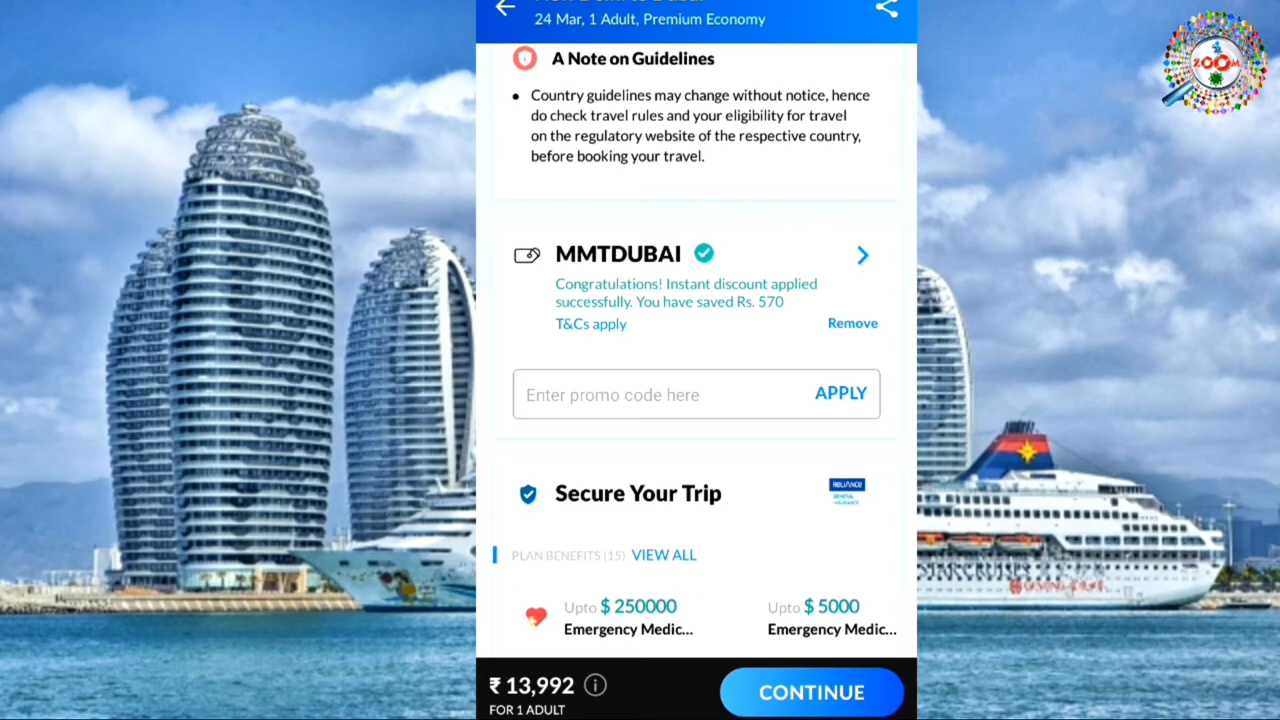 24 Mar, 1 Adult, Premium Economy
A Note on Guidelines
Country guidelines may change without notice, hence
do check travel rules and your eligibility for travel
on the regulatory website of the respective country,
before booking your travel.
MMTDUBAI
Congratulations! Instant discount applied
successfully. You have saved Rs. 570
T&Cs apply
Remove
Enter promo code here
APPLY
Secure Your Trip
RELIANCE
GENERAL
INSURANCE
PLAN BENEFITS (15) VIEW ALL
Upto $ 250000
Emergency Medic...
Upto $ 5000
Emergency Medic...
₹ 13,992
FOR 1 ADULT
CONTINUE
ZOOM